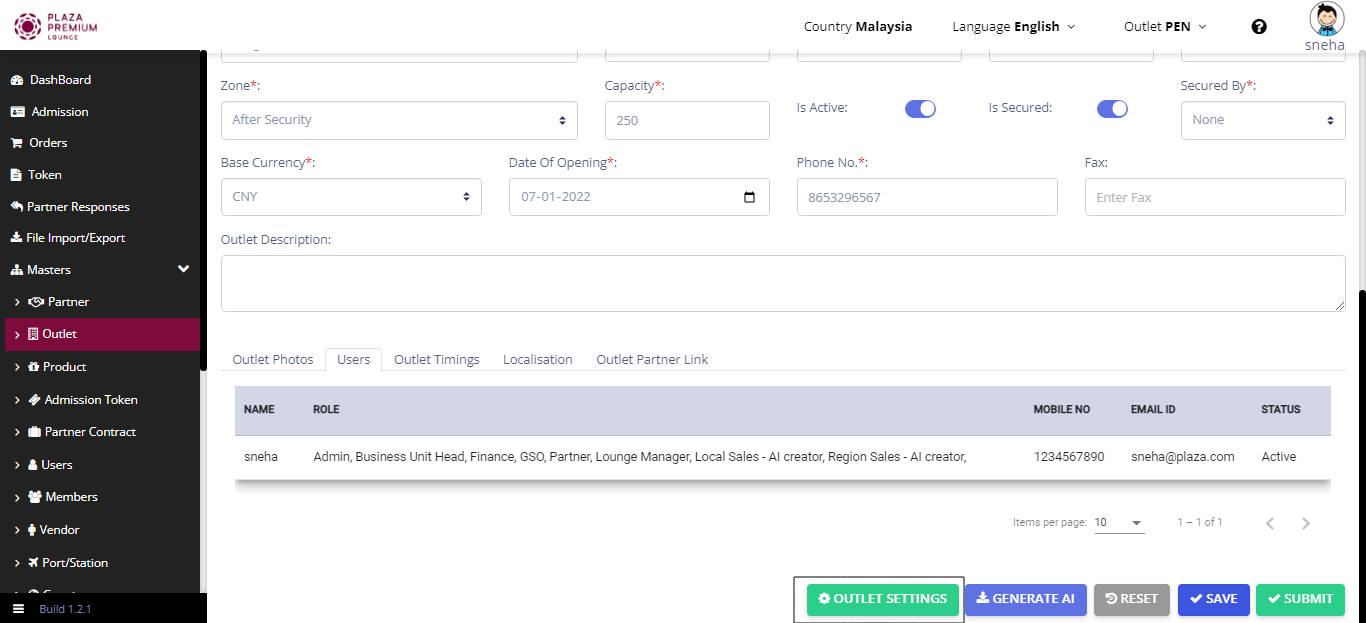 PLAZA
PREMIUM
LOUNGE
Country Malaysia
Language English
Outlet PEN
sneha
DashBoard
Admission
Orders
Token
Partner Responses
File Import/Export
Masters
Partner
Outlet
Product
Admission Token
Partner Contract
Users
Members
Vendor
Port/Station
Build 1.2.1
Zone*:
Capacity*:
Is Active:
Is Secured:
Secured By*:
After Security
250
None
Base Currency*:
Date Of Opening*:
Phone No.*:
Fax:
CNY
07-01-2022
8653296567
Enter Fax
Outlet Description:
Outlet Photos Users Outlet Timings Localisation Outlet Partner Link
NAME ROLE MOBILE NO EMAIL ID STATUS
sneha Admin, Business Unit Head, Finance, GSO, Partner, Lounge Manager, Local Sales - AI creator, Region Sales - AI creator, 1234567890 sneha@plaza.com Active
Items per page: 10 1 – 1 of 1
OUTLET SETTINGS GENERATE AI RESET SAVE SUBMIT